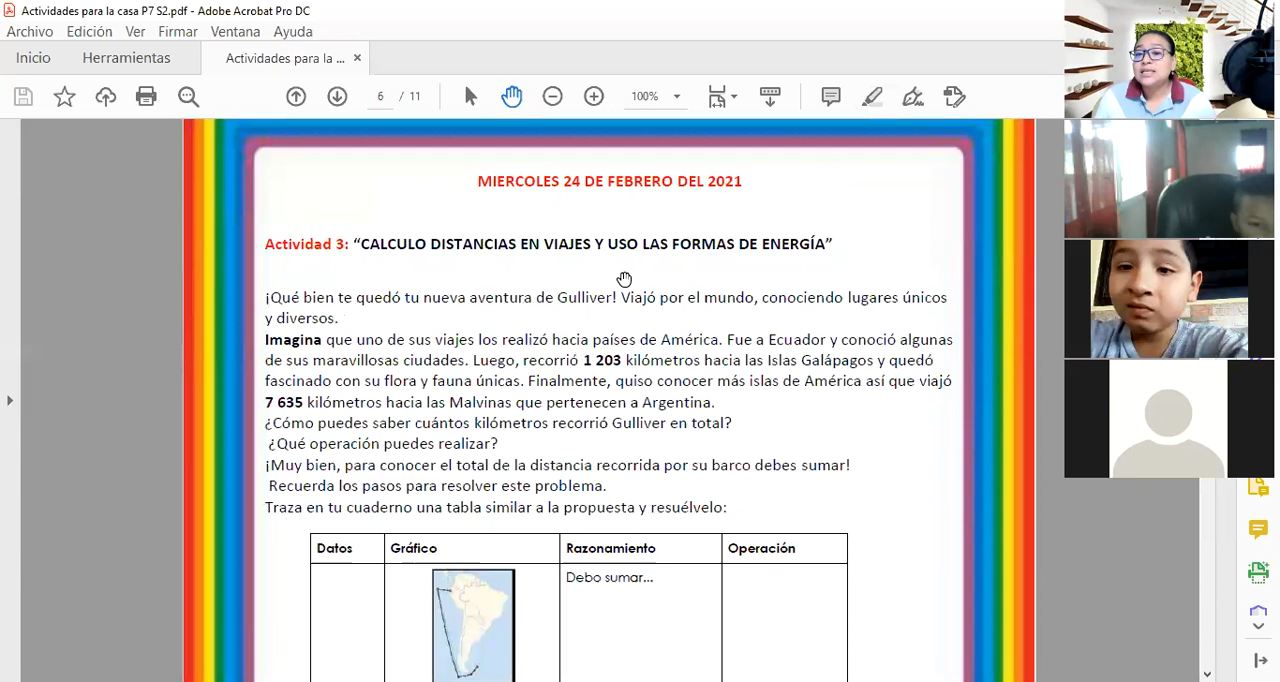 Actividades para la casa P7 S2.pdf - Adobe Acrobat Pro DC
Archivo Edición Ver Firmar Ventana Ayuda
Inicio Herramientas Actividades para la ... ×
6 / 11 100%
MIERCOLES 24 DE FEBRERO DEL 2021
Actividad 3: “CALCULO DISTANCIAS EN VIAJES Y USO LAS FORMAS DE ENERGÍA”
¡Qué bien te quedó tu nueva aventura de Gulliver! Viajó por el mundo, conociendo lugares únicos
y diversos.
Imagina que uno de sus viajes los realizó hacia países de América. Fue a Ecuador y conoció algunas
de sus maravillosas ciudades. Luego, recorrió 1 203 kilómetros hacia las Islas Galápagos y quedó
fascinado con su flora y fauna únicas. Finalmente, quiso conocer más islas de América así que viajó
7 635 kilómetros hacia las Malvinas que pertenecen a Argentina.
¿Cómo puedes saber cuántos kilómetros recorrió Gulliver en total?
¿Qué operación puedes realizar?
¡Muy bien, para conocer el total de la distancia recorrida por su barco debes sumar!
Recuerda los pasos para resolver este problema.
Traza en tu cuaderno una tabla similar a la propuesta y resuélvelo:
Datos Gráfico Razonamiento Operación
Debo sumar...